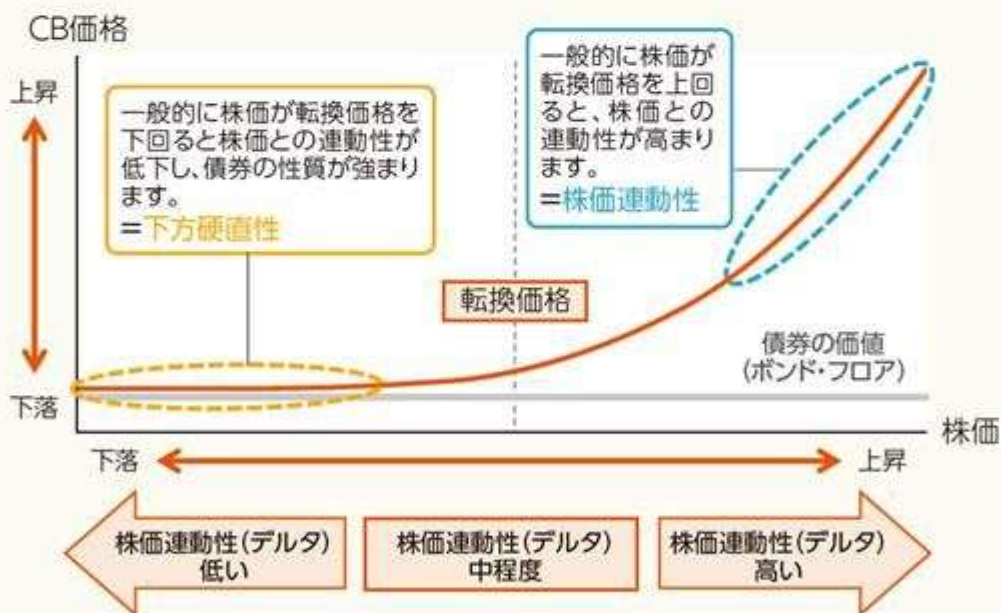 CB価格
上昇
一般的に株価が転換価格を
下回ると株価との連動性が
低下し、債券の性質が強まり
ます。
＝下方硬直性
一般的に株価が
転換価格を上回
ると、株価との
連動性が高まり
ます。
＝株価連動性
転換価格
債券の価値
(ボンド・フロア)
下落
株価
下落
上昇
株価連動性(デルタ)
低い
株価連動性(デルタ)
中程度
株価連動性(デルタ)
高い